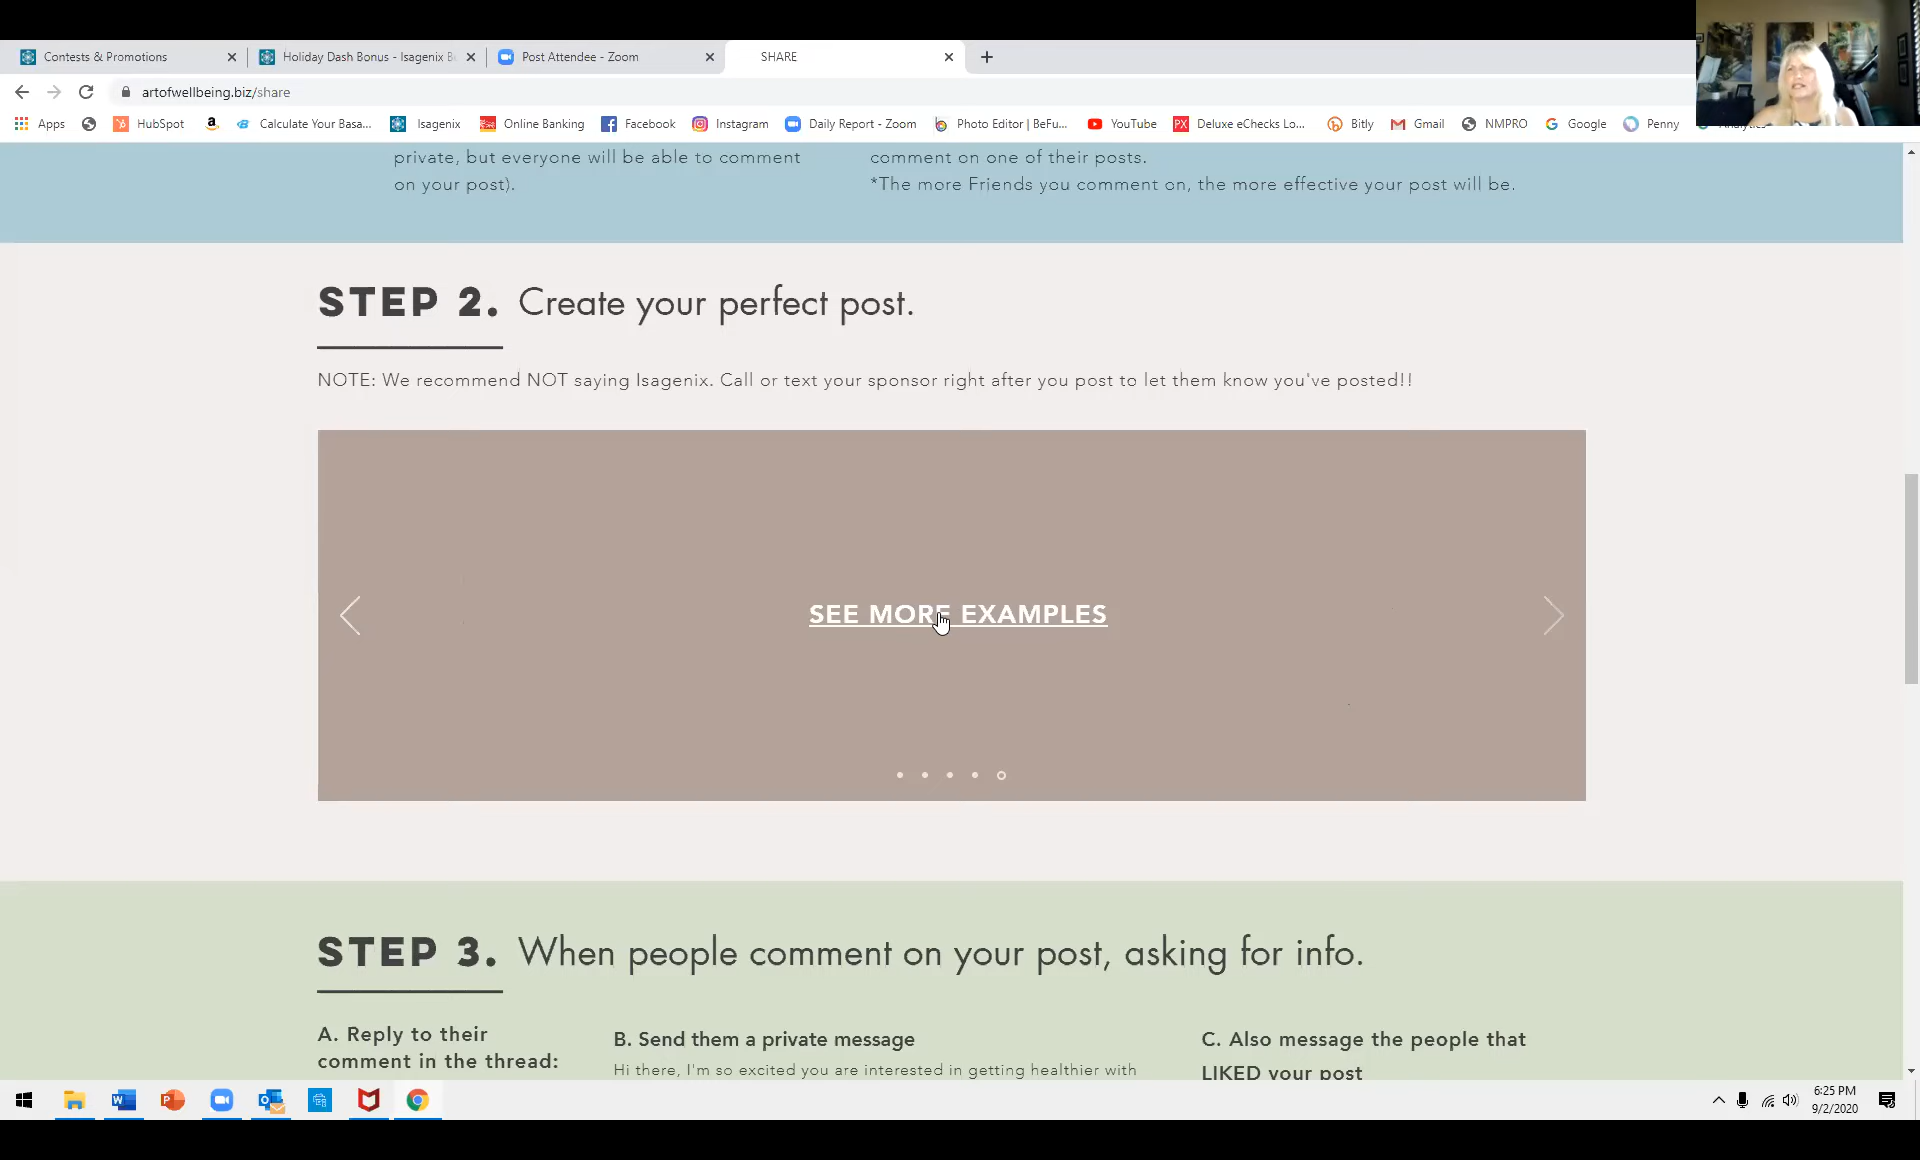 Contests & Promotions
Holiday Dash Bonus - Isagenix B
Post Attendee - Zoom
SHARE
artofwellbeing.biz/share
Apps
HubSpot
Calculate Your Basa...
Isagenix
Online Banking
Facebook
Instagram
Daily Report - Zoom
Photo Editor | BeFu...
YouTube
Deluxe eChecks Lo...
Bitly
Gmail
NMPRO
Google
Penny
private, but everyone will be able to comment
on your post).
comment on one of their posts.
*The more Friends you comment on, the more effective your post will be.
STEP 2. Create your perfect post.
NOTE: We recommend NOT saying Isagenix. Call or text your sponsor right after you post to let them know you've posted!!
SEE MORE EXAMPLES
STEP 3. When people comment on your post, asking for info.
A. Reply to their
comment in the thread:
B. Send them a private message
Hi there, I'm so excited you are interested in getting healthier with
C. Also message the people that
LIKED your post
6:25 PM
9/2/2020